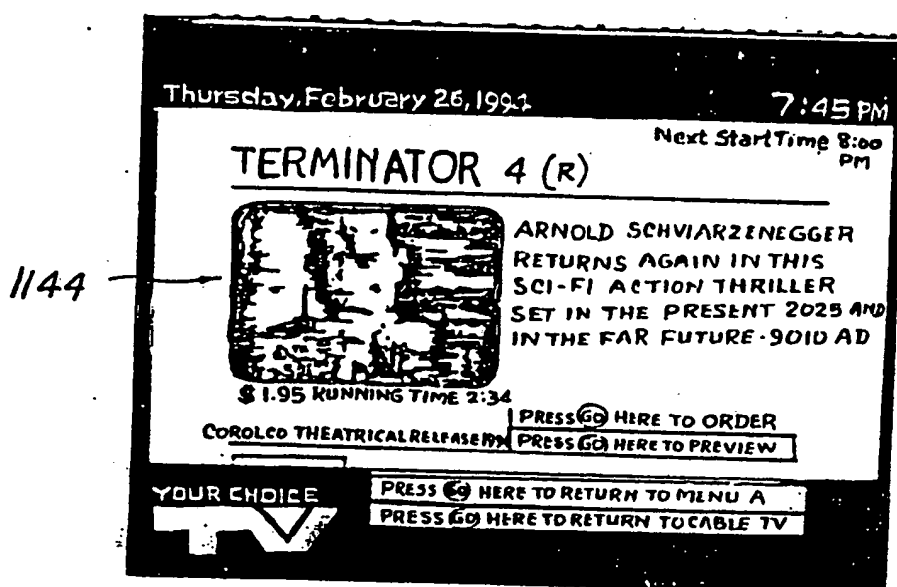 Thursday, February 26, 1992
7:45 PM
Next Start Time 8:00
PM
TERMINATOR 4 (R)
1144
ARNOLD SCHVIARZENEGGER
RETURNS AGAIN IN THIS
SCI-FI ACTION THRILLER
SET IN THE PRESENT 2025 AND
IN THE FAR FUTURE-9010 AD
$1.95 RUNNING TIME 2:34
PRESS GO HERE TO ORDER
COROLCO THEATRICAL RELEASE
PRESS GO HERE TO PREVIEW
YOUR CHOICE
TV
PRESS GO HERE TO RETURN TO MENU A
PRESS GO HERE TO RETURN TO CABLE TV